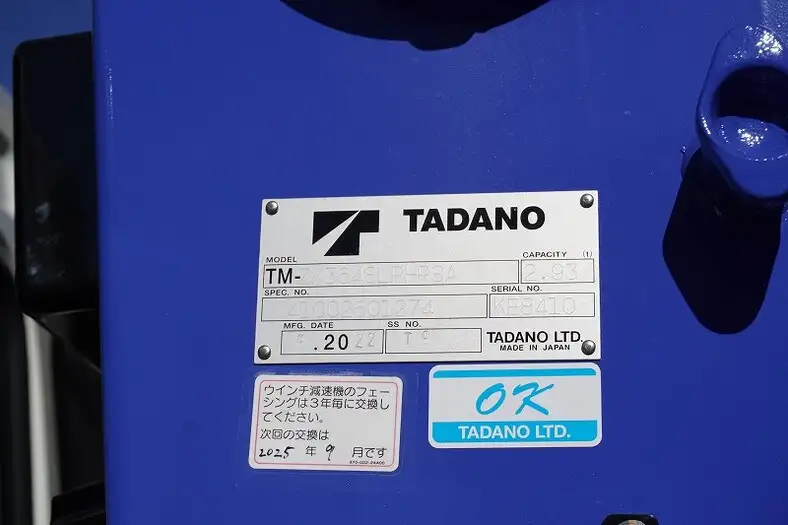 TADANO
MODEL
CAPACITY (t)
TM-
2.93
SPEC. NO.
SERIAL NO.
41002601274
KE8410
MFG. DATE
SS NO.
.2022
TADANO LTD.
MADE IN JAPAN
ウインチ減速機のフェー
シングは3年毎に交換し
てください。
次回の交換は
2025 年 9 月です
OK
TADANO LTD.